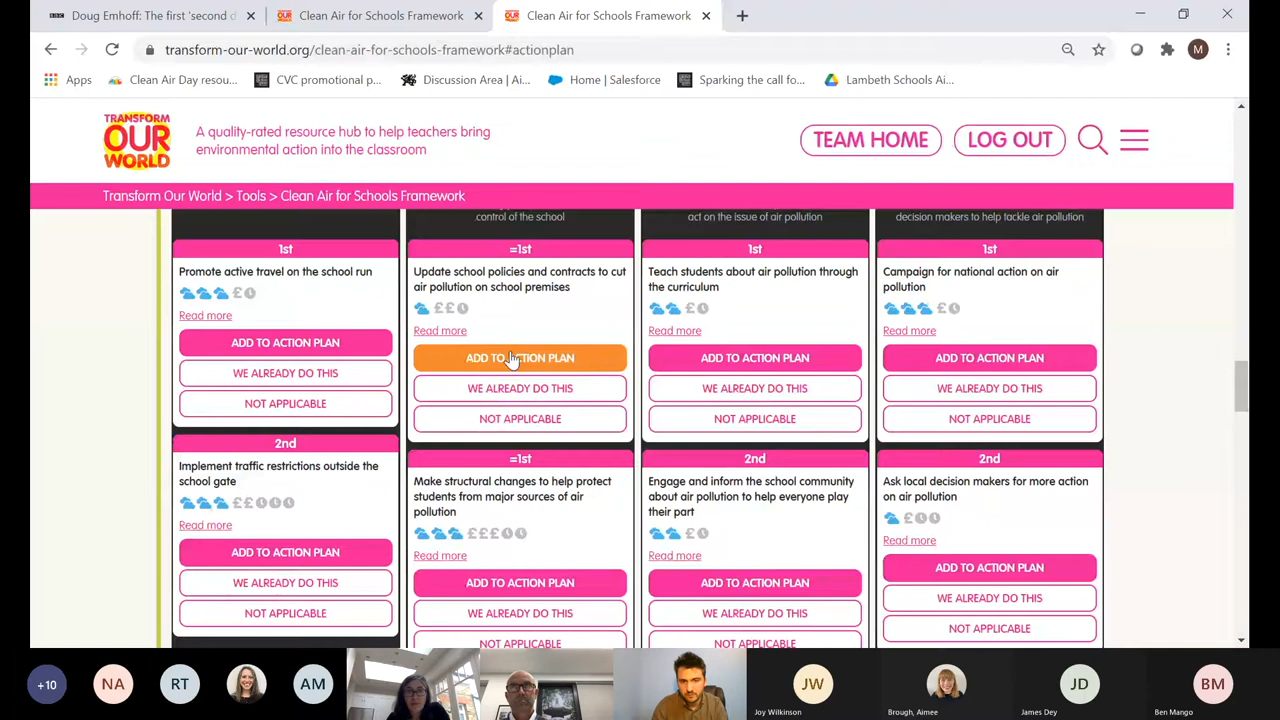 BBC
Doug Emhoff: The first 'second d
Clean Air for Schools Framework
Clean Air for Schools Framework
transform-our-world.org/clean-air-for-schools-framework#actionplan
M
Apps
Clean Air Day resou...
CVC promotional p...
Discussion Area | Ai...
Home | Salesforce
Sparking the call fo...
Lambeth Schools Ai...
TRANSFORM
OUR
WORLD
A quality-rated resource hub to help teachers bring
environmental action into the classroom
TEAM HOME
LOG OUT
Transform Our World > Tools > Clean Air for Schools Framework
control of the school
act on the issue of air pollution
decision makers to help tackle air pollution
1st
Promote active travel on the school run
£
Read more
ADD TO ACTION PLAN
WE ALREADY DO THIS
NOT APPLICABLE
2nd
Implement traffic restrictions outside the
school gate
££
Read more
ADD TO ACTION PLAN
WE ALREADY DO THIS
NOT APPLICABLE
=1st
Update school policies and contracts to cut
air pollution on school premises
££
Read more
ADD TO ACTION PLAN
WE ALREADY DO THIS
NOT APPLICABLE
=1st
Make structural changes to help protect
students from major sources of air
pollution
£££
Read more
ADD TO ACTION PLAN
WE ALREADY DO THIS
NOT APPLICABLE
1st
Teach students about air pollution through
the curriculum
£
Read more
ADD TO ACTION PLAN
WE ALREADY DO THIS
NOT APPLICABLE
2nd
Engage and inform the school community
about air pollution to help everyone play
their part
£
Read more
ADD TO ACTION PLAN
WE ALREADY DO THIS
NOT APPLICABLE
1st
Campaign for national action on air
pollution
£
Read more
ADD TO ACTION PLAN
WE ALREADY DO THIS
NOT APPLICABLE
2nd
Ask local decision makers for more action
on air pollution
£
Read more
ADD TO ACTION PLAN
WE ALREADY DO THIS
NOT APPLICABLE
+10
NA
RT
AM
JW
Joy Wilkinson
Brough, Aimee
JD
James Dey
BM
Ben Mango